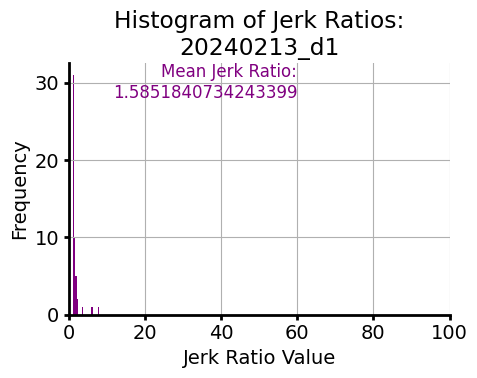 Histogram of Jerk Ratios:
20240213_d1
Mean Jerk Ratio:
1.5851840734243399
Frequency
30
20
10
0
0 20 40 60 80 100
Jerk Ratio Value